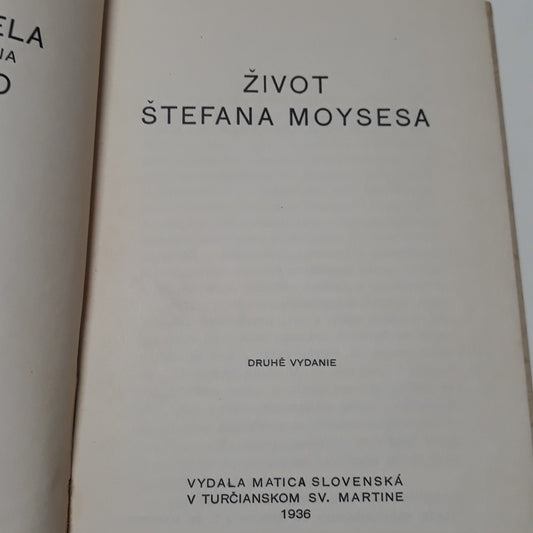 ELA
NA
O
ŽIVOT
ŠTEFANA MOYSESA
DRUHÉ VYDANIE
VYDALA MATICA SLOVENSKÁ
V TURČIANSKOM SV. MARTINE
1936